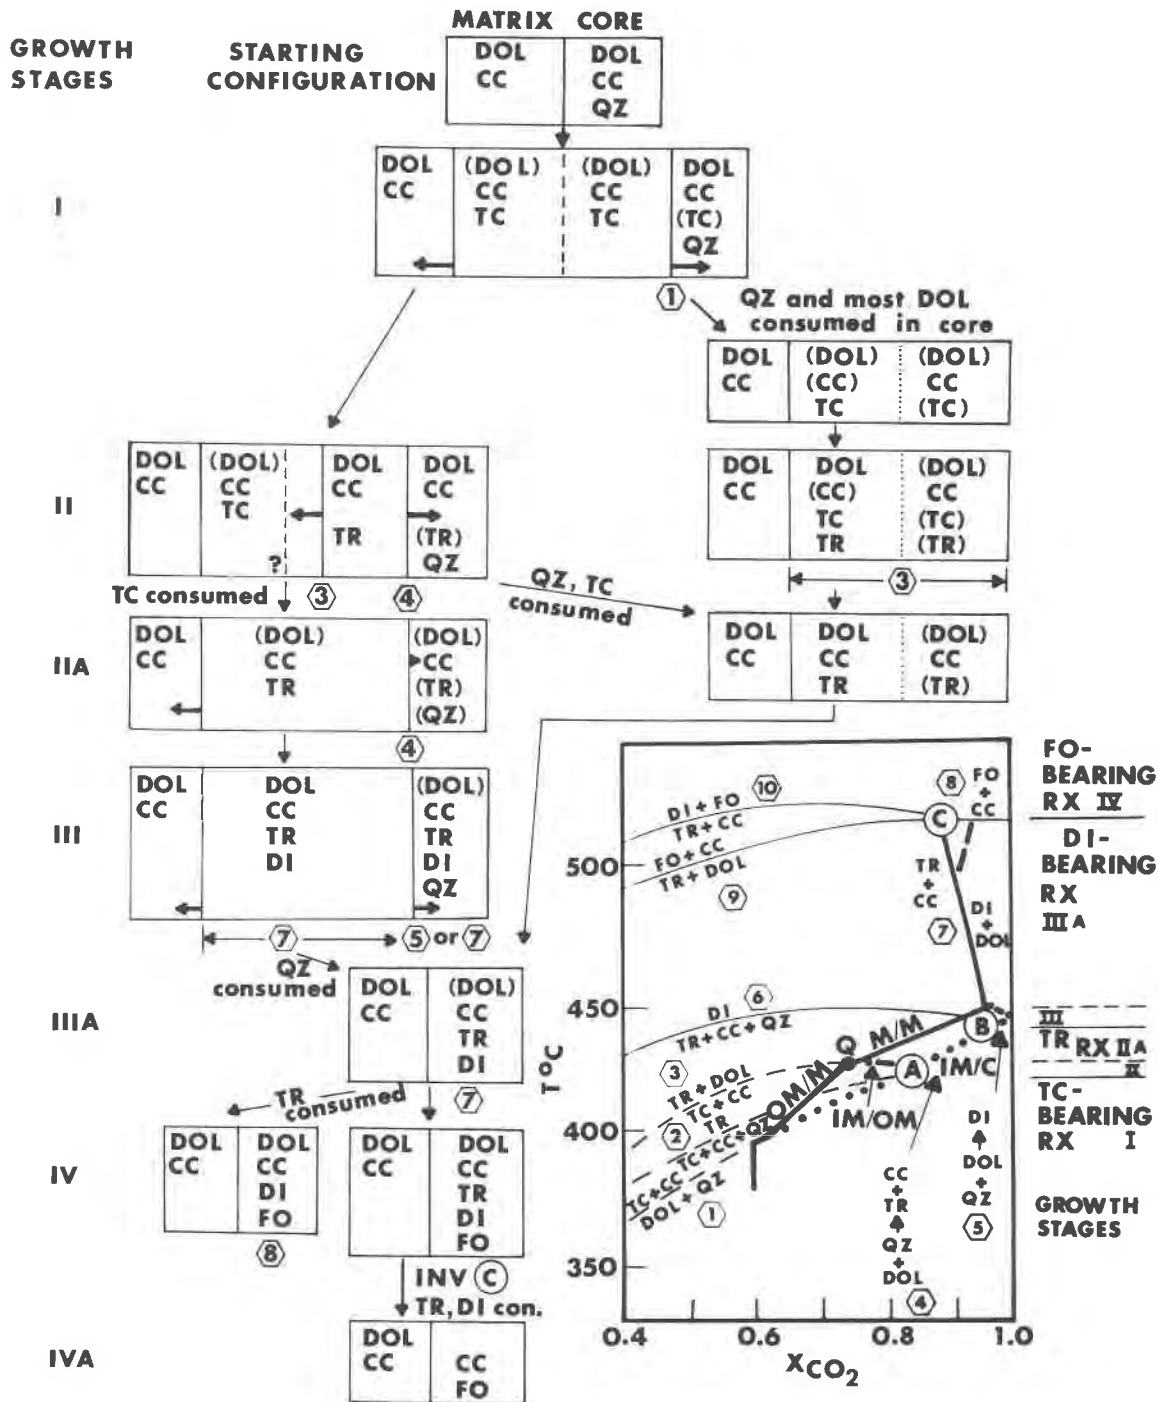 MATRIX CORE
GROWTH STAGES
STARTING CONFIGURATION
DOL CC
DOL CC QZ
I
DOL CC
(DOL) CC TC
(DOL) CC TC
DOL CC (TC) QZ
1
QZ and most DOL
consumed in core
DOL CC
(DOL) (CC) TC
(DOL) CC (TC)
II
DOL CC
(DOL) CC TC
?
DOL CC TR
DOL CC (TR) QZ
TC consumed
3
4
QZ, TC
consumed
DOL CC
DOL (CC) TC TR
(DOL) CC (TC) (TR)
3
IIA
DOL CC
(DOL) CC TR
(DOL) CC (TR) (QZ)
4
DOL CC
DOL CC TR
(DOL) CC (TR)
III
DOL CC
DOL CC TR DI
(DOL) CC TR DI QZ
7
5 or 7
QZ
consumed
IIIA
DOL CC
(DOL) CC TR DI
7
TR
consumed
IV
DOL CC
DOL CC DI FO
8
DOL CC
DOL CC TR DI FO
INV C
TR, DI con.
IVA
DOL CC
CC FO
T°C
500
450
400
350
0.4
0.6
0.8
1.0
XCO2
DI + FO
TR + CC
10
FO + CC
TR + DOL
9
8
FO + CC
C
TR + CC
7
DI + DOL
DI
TR + CC + QZ
6
B
Q
M/M
A
IM/C
IM/OM
OM/M
3
TR + DOL
TC + CC
2
TR
TC + CC + QZ
TC + CC
DOL + QZ
1
CC + TR
QZ + DOL
4
DI
DOL + QZ
5
FO-
BEARING
RX IV
DI-
BEARING
RX
III A
III
TR RX II A
II
TC-
BEARING
RX I
GROWTH
STAGES